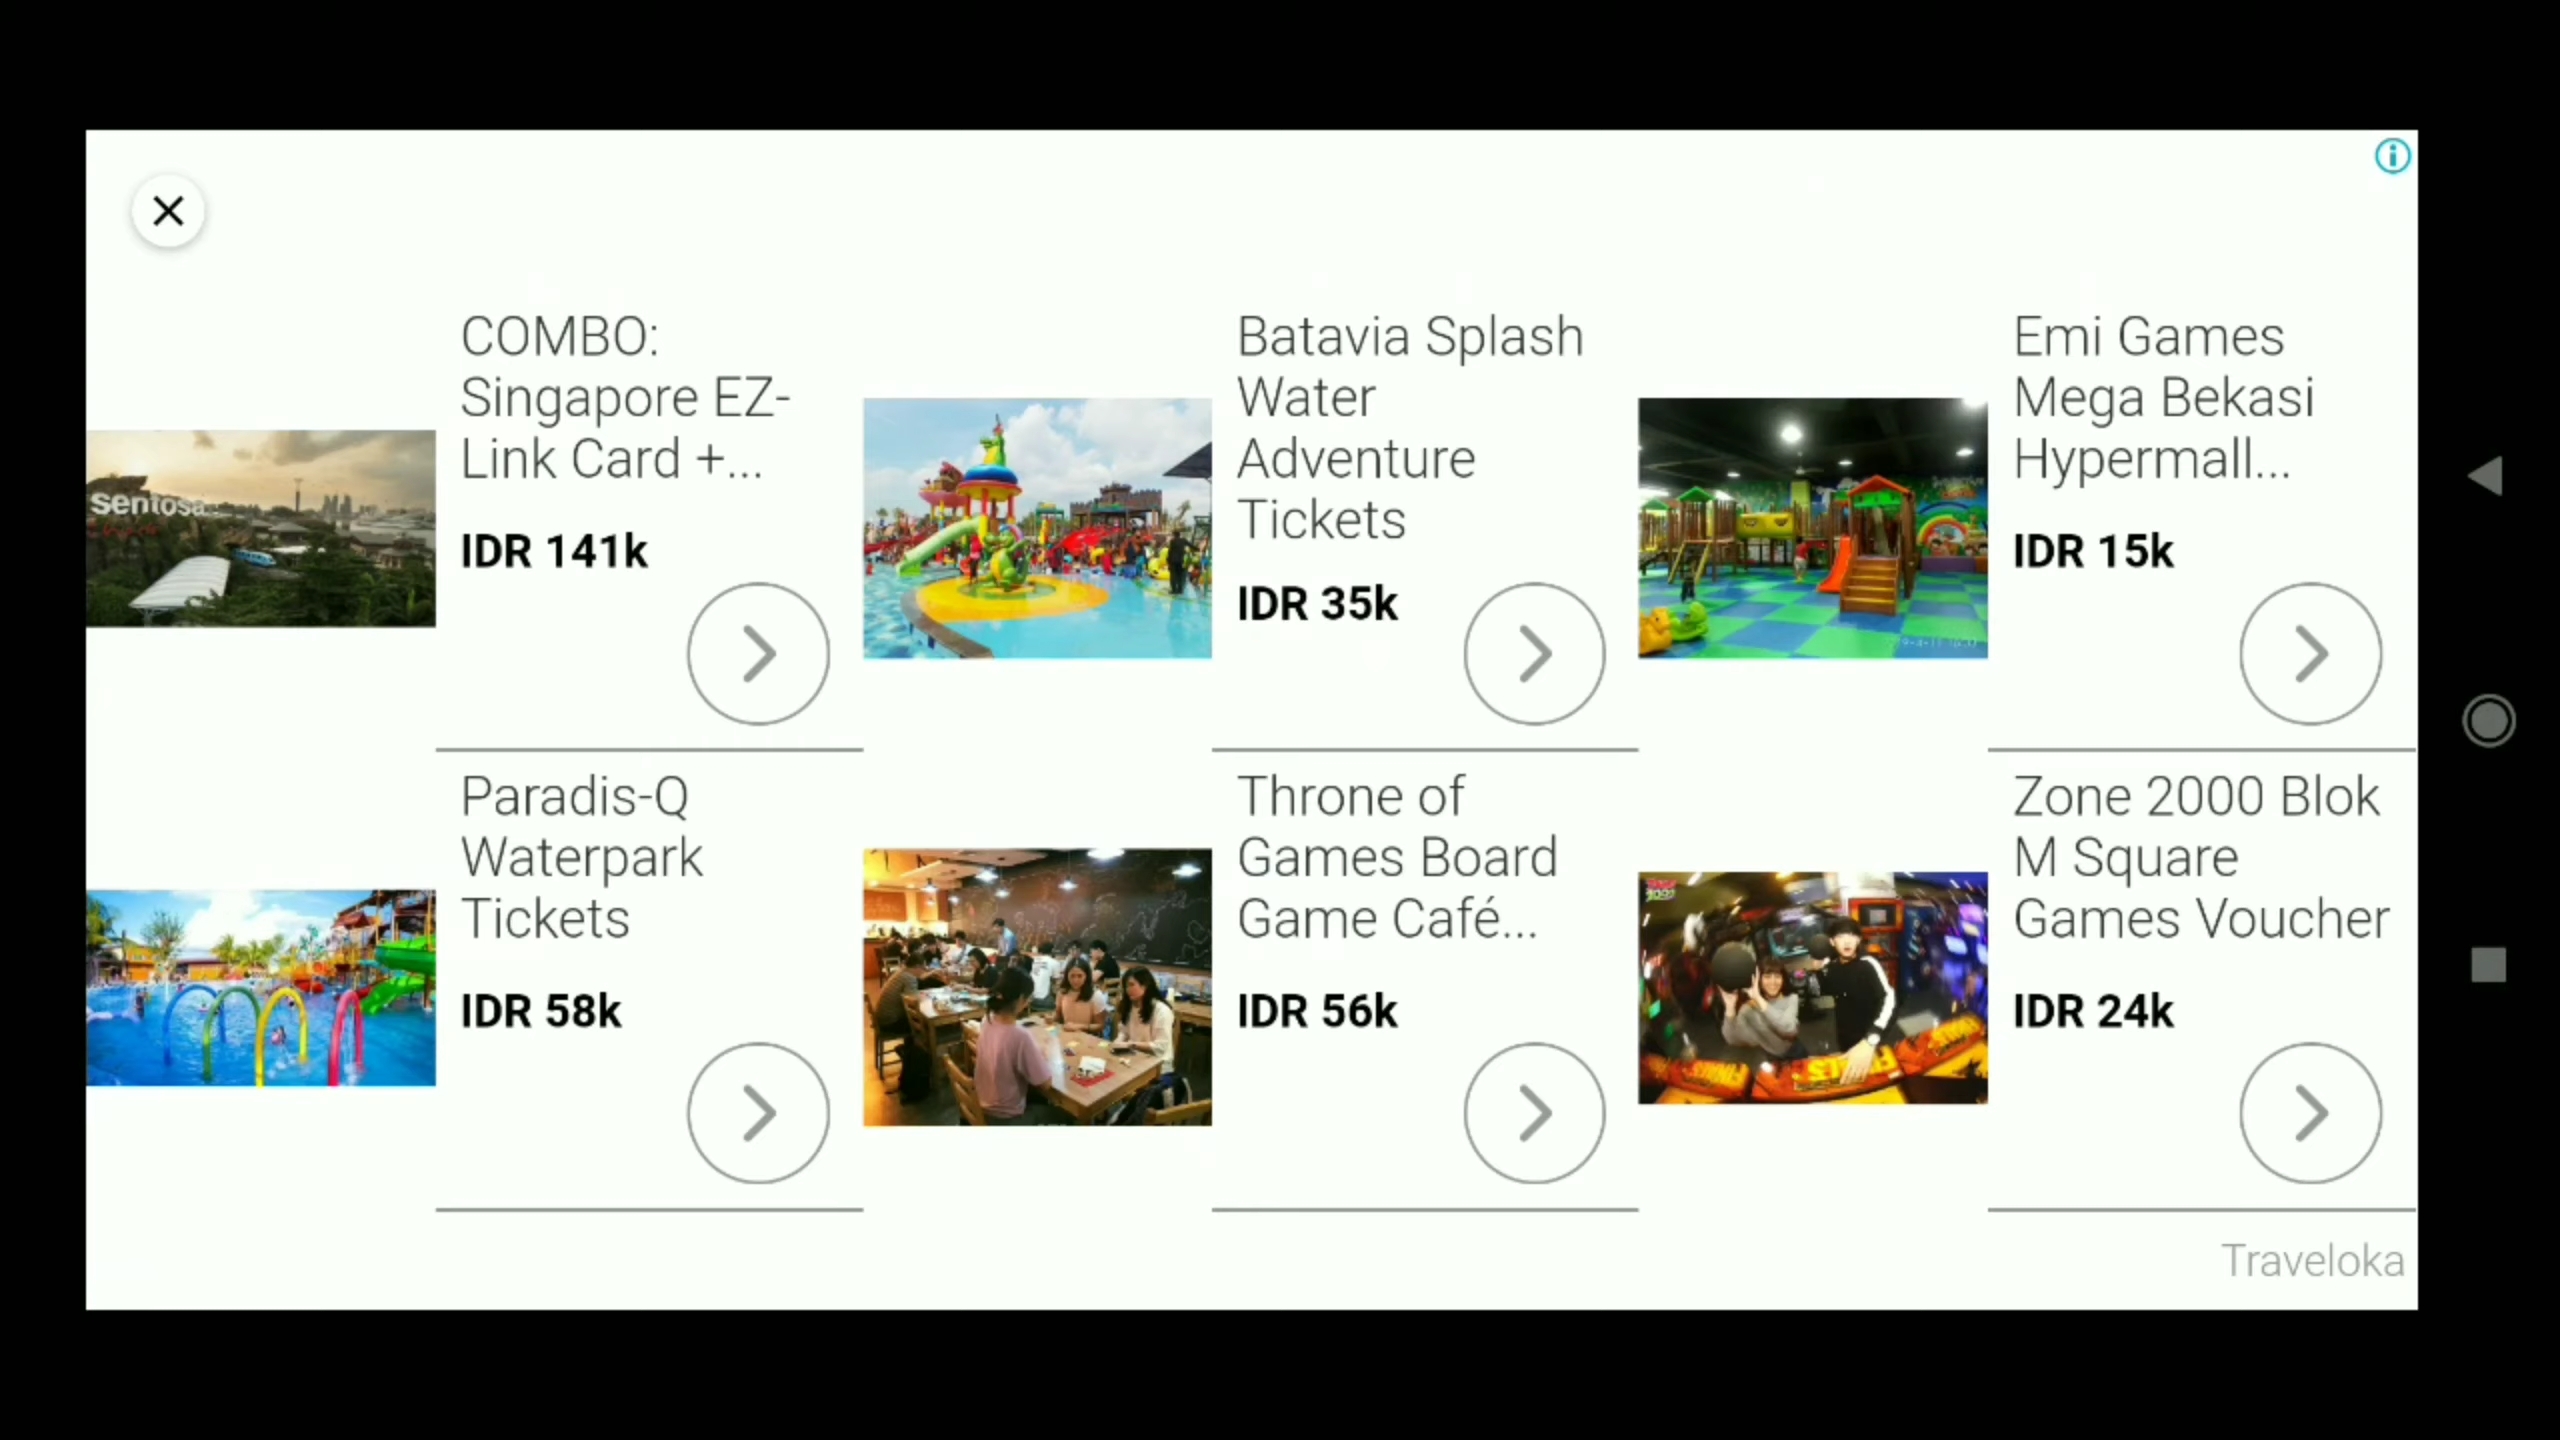 COMBO:
Singapore EZ-
Link Card +...
IDR 141k
sentosa
Batavia Splash
Water
Adventure
Tickets
IDR 35k
Emi Games
Mega Bekasi
Hypermall...
IDR 15k
Paradis-Q
Waterpark
Tickets
IDR 58k
Throne of
Games Board
Game Café...
IDR 56k
Zone 2000 Blok
M Square
Games Voucher
IDR 24k
Traveloka